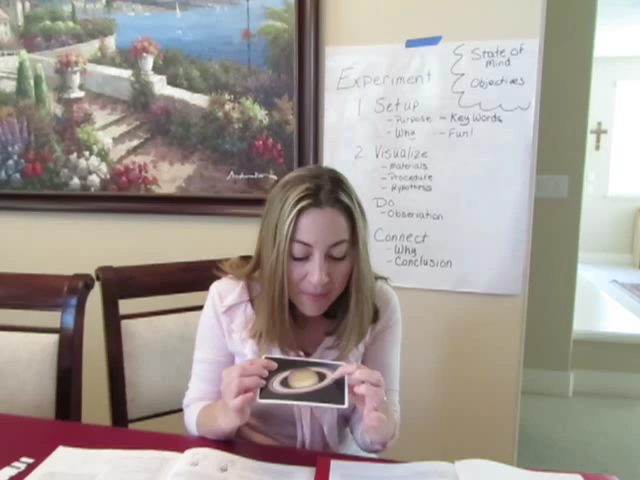 Experiment
State of
Mind
Objectives
1 Setup
- Purpose - Key Words
- Why - Fun!
2 Visualize
- Materials
- Procedure
- Hypothesis
Do
- Observation
Connect
- Why
- Conclusion